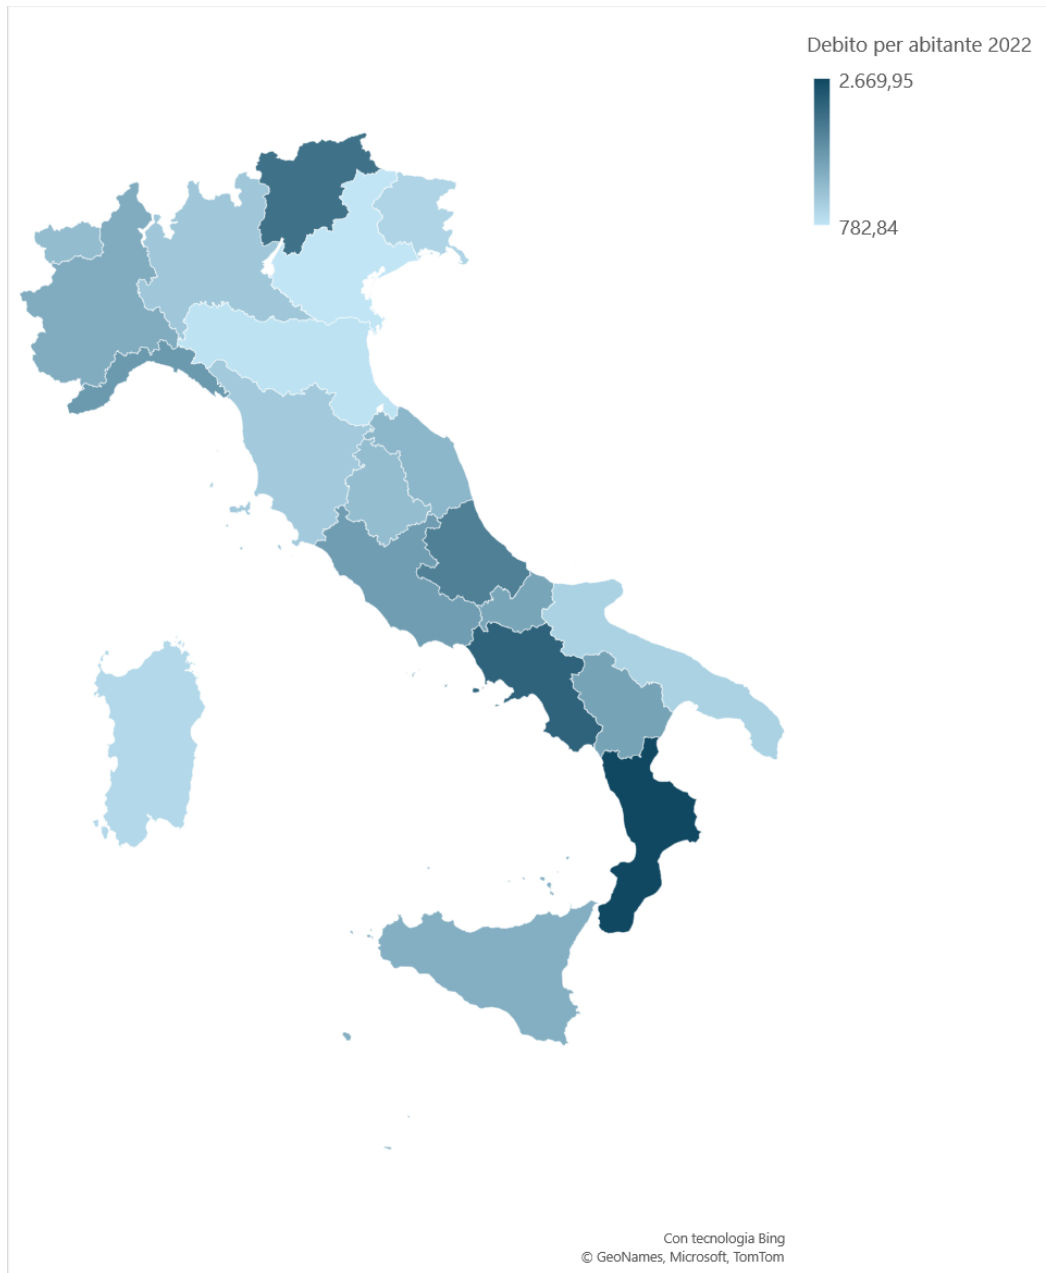 Debito per abitante 2022
2.669,95
782,84
Con tecnologia Bing
© GeoNames, Microsoft, TomTom